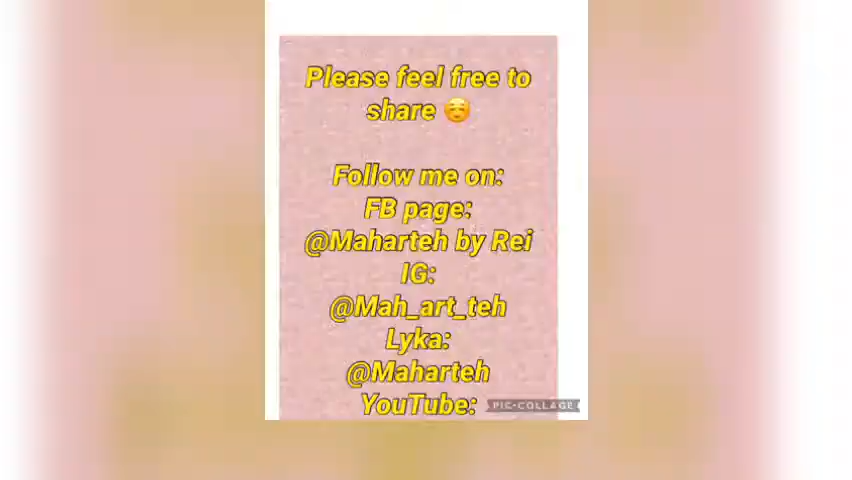 Please feel free to
share ☺️
Follow me on:
FB page:
@Maharteh by Rei
IG:
@Mah_art_teh
Lyka:
@Maharteh
YouTube:
PIC•COLLAGE